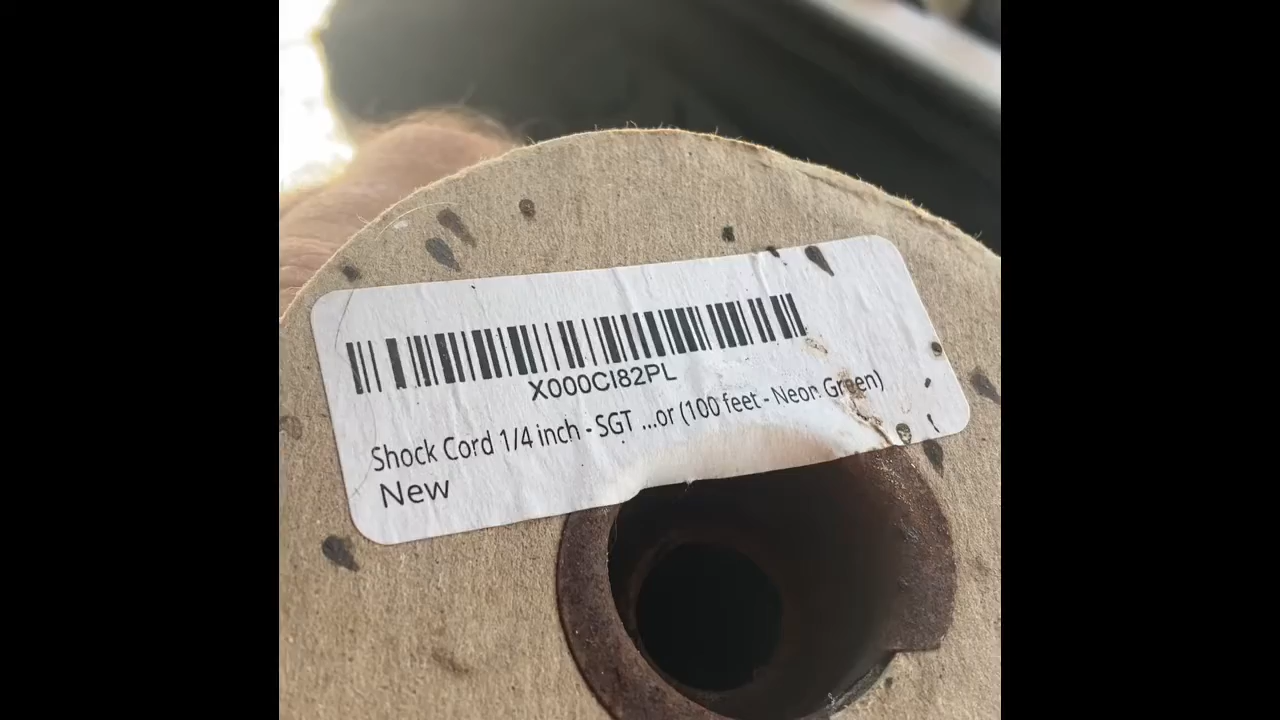 X000CI82PL
Shock Cord 1/4 inch - SGT ...or (100 feet - Neon Green)
New